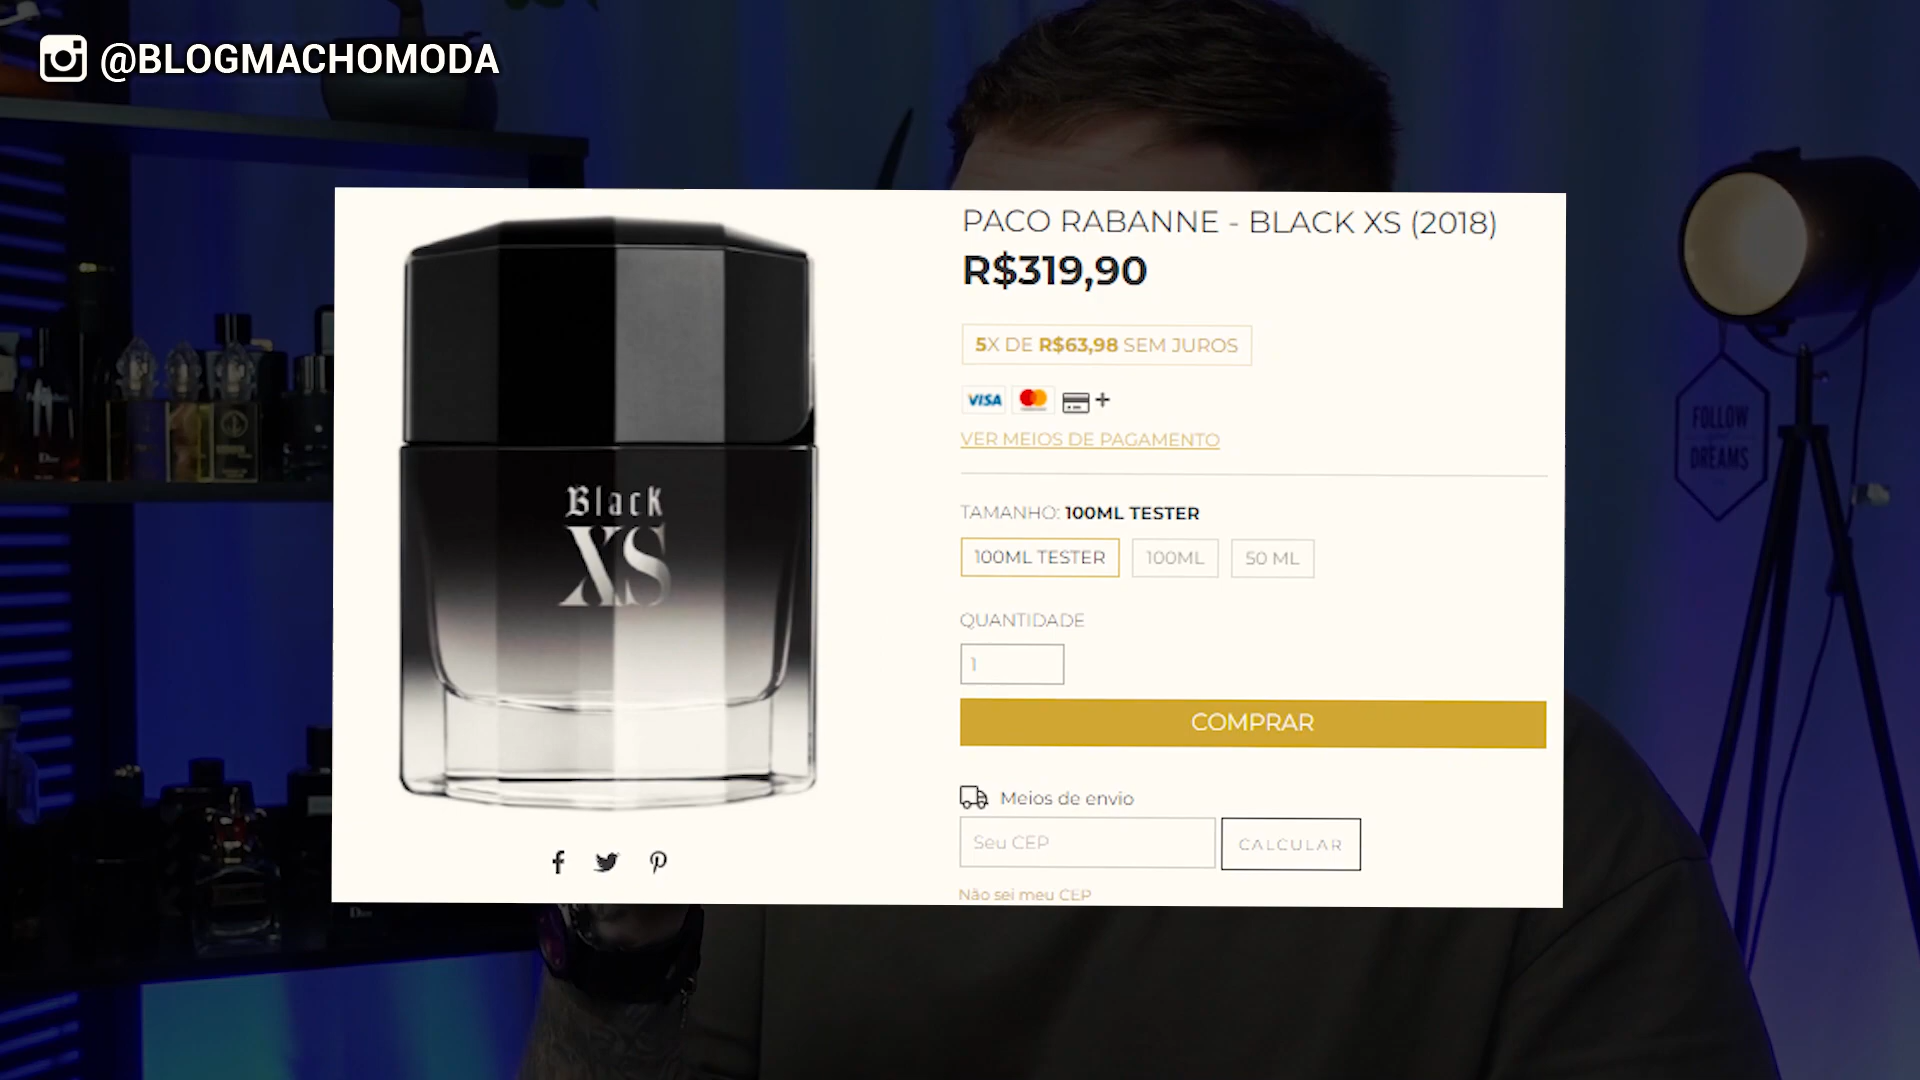 @BLOGMACHOMODA
PACO RABANNE - BLACK XS (2018)
R$319,90
5X DE R$63,98 SEM JUROS
VISA
VER MEIOS DE PAGAMENTO
TAMANHO: 100ML TESTER
100ML TESTER 100ML 50 ML
QUANTIDADE
1
COMPRAR
Meios de envio
Seu CEP CALCULAR
Não sei meu CEP
Black
XS
FOLLOW
DREAMS
Dior
Dior